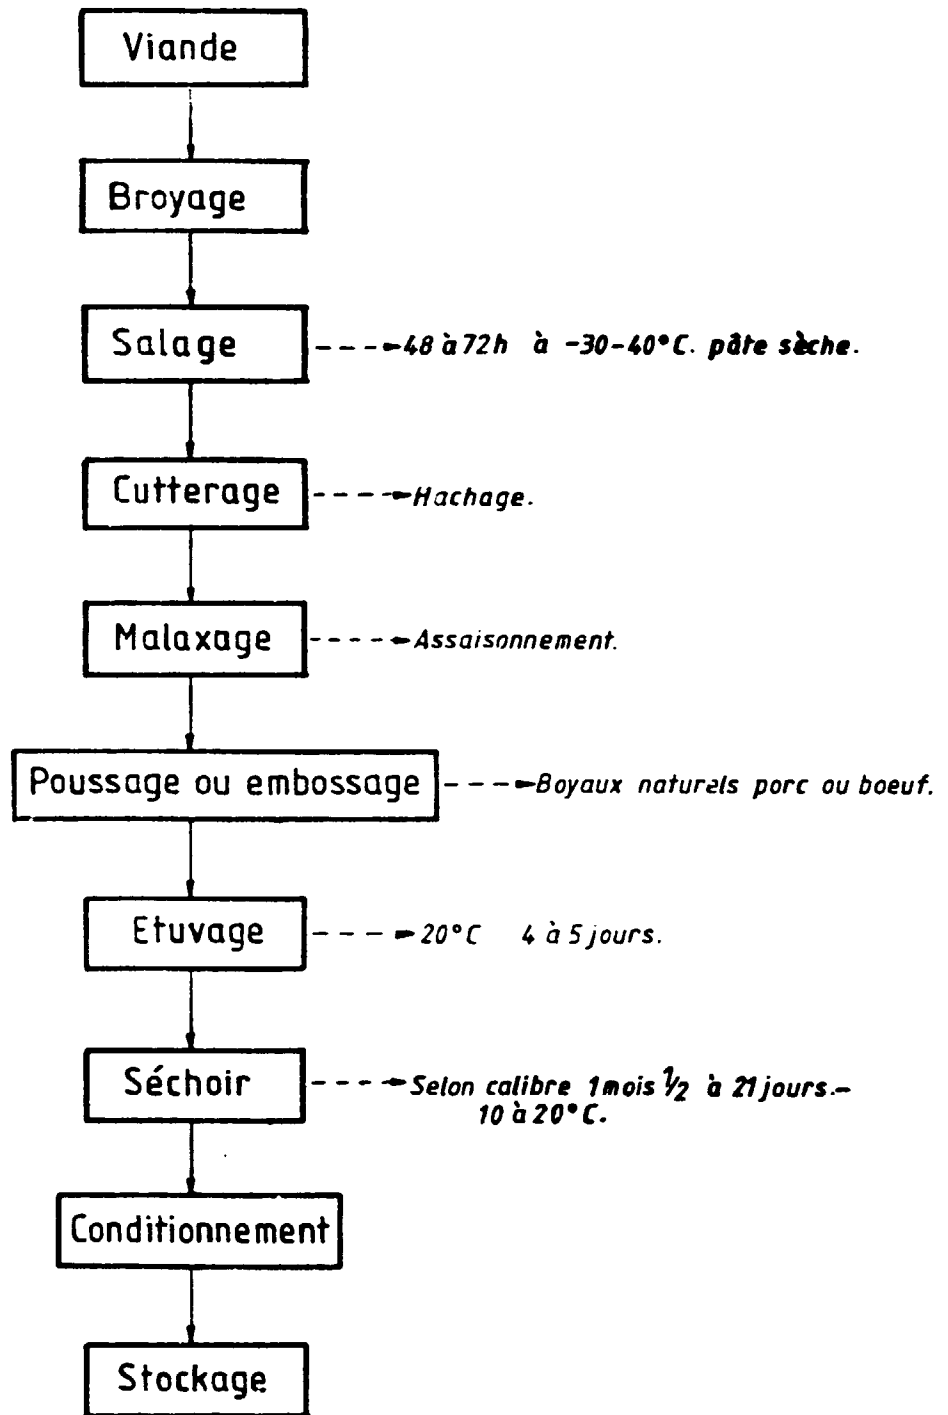 Viande
Broyage
Salage
48 à 72h à -30-40°C. pâte sèche.
Cutterage
Hachage.
Malaxage
Assaisonnement.
Poussage ou embossage
Boyaux naturels porc ou boeuf.
Etuvage
20°C 4 à 5 jours.
Séchoir
Selon calibre 1 mois 1/2 à 21 jours.-
10 à 20°C.
Conditionnement
Stockage